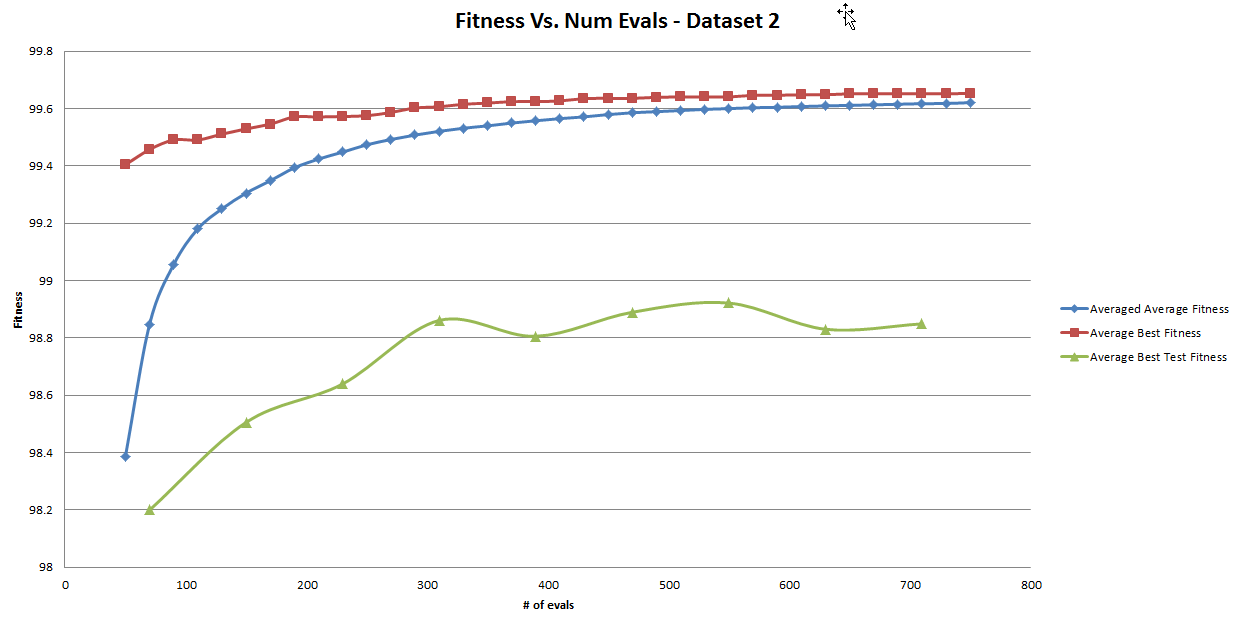 Fitness Vs. Num Evals - Dataset 2
99.8
99.6
99.4
99.2
99
98.8
98.6
98.4
98.2
98
Fitness
0 100 200 300 400 500 600 700 800
# of evals
Averaged Average Fitness
Average Best Fitness
Average Best Test Fitness